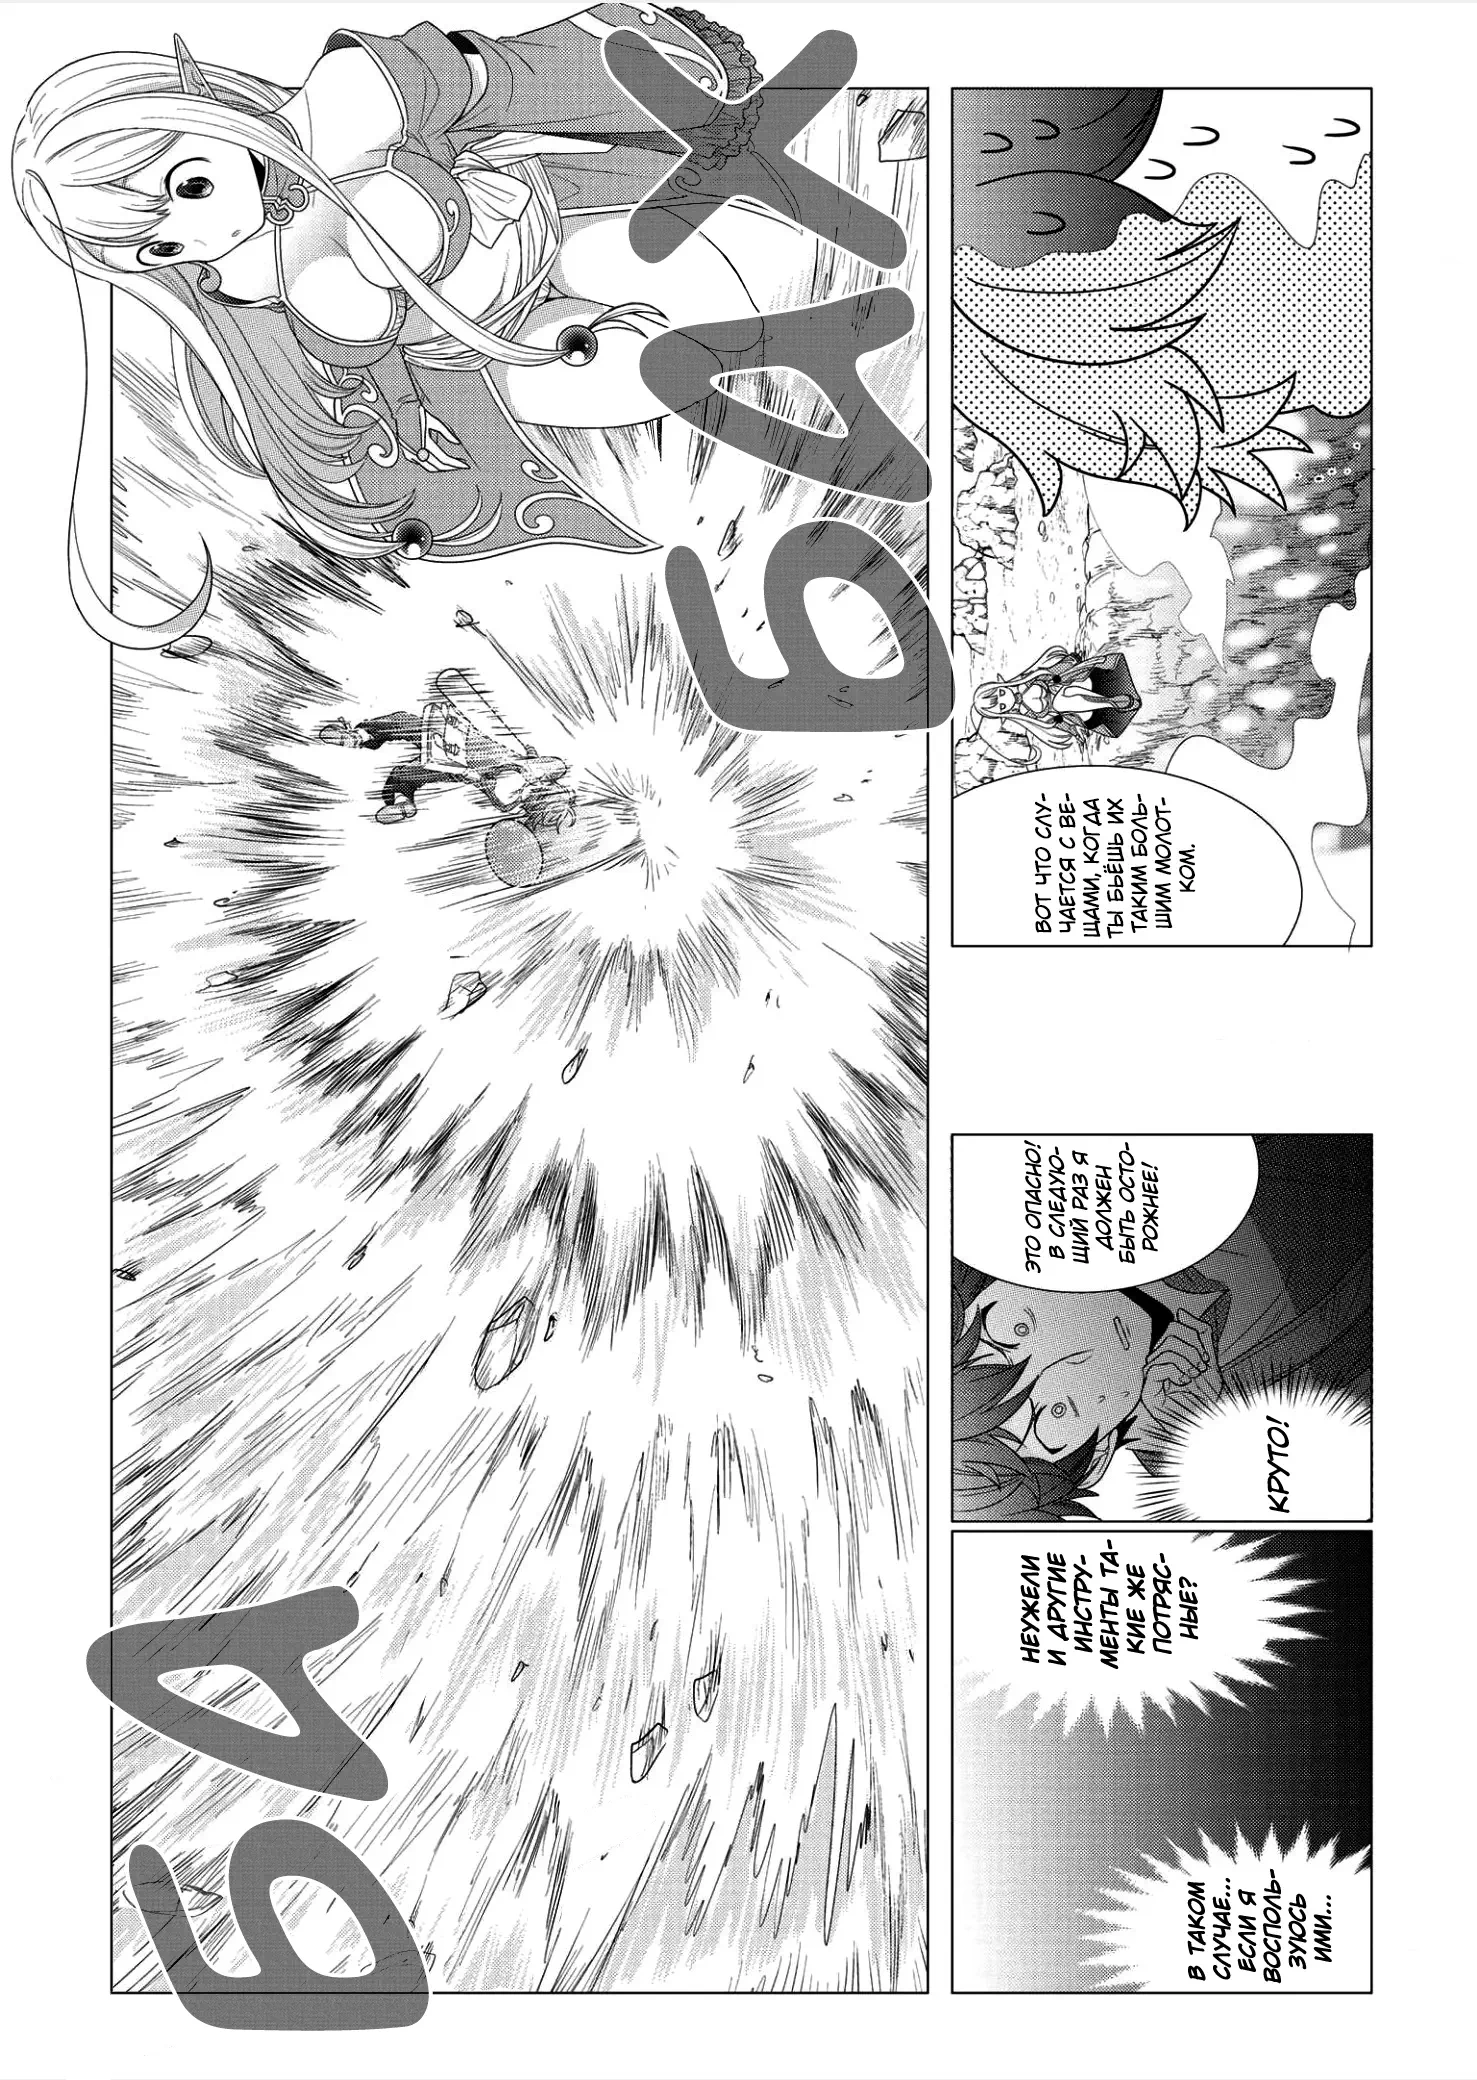 БА
БАХ
ВОТ ЧТО СЛУ-
ЧАЕТСЯ С ВЕ-
ЩАМИ, КОГДА
ТЫ БЬЁШЬ ИХ
ТАКИМ БОЛЬ-
ШИМ МОЛОТ-
КОМ.
ЭТО ОПАСНО!
В СЛЕДУЮ-
ЩИЙ РАЗ Я
ДОЛЖЕН
БЫТЬ ОСТО-
РОЖНЕЕ!
КРУТО!
НЕУЖЕЛИ
И ДРУГИЕ
ИНСТРУ-
МЕНТЫ ТА-
КИЕ ЖЕ
ПОТРЯС-
НЫЕ?
В ТАКОМ
СЛУЧАЕ...
ЕСЛИ Я
ВОСПОЛЬ-
ЗУЮСЬ
ИМИ...